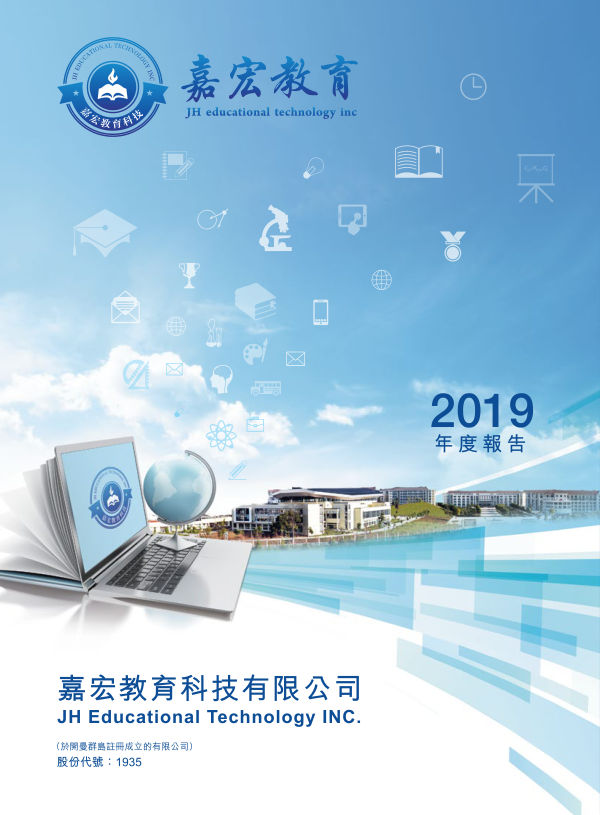 JH EDUCATIONAL TECHNOLOGY INC
嘉宏教育科技
嘉宏教育
JH educational technology inc
2019
年度報告
嘉宏教育科技有限公司
JH Educational Technology INC.
（於開曼群島註冊成立的有限公司）
股份代號：1935